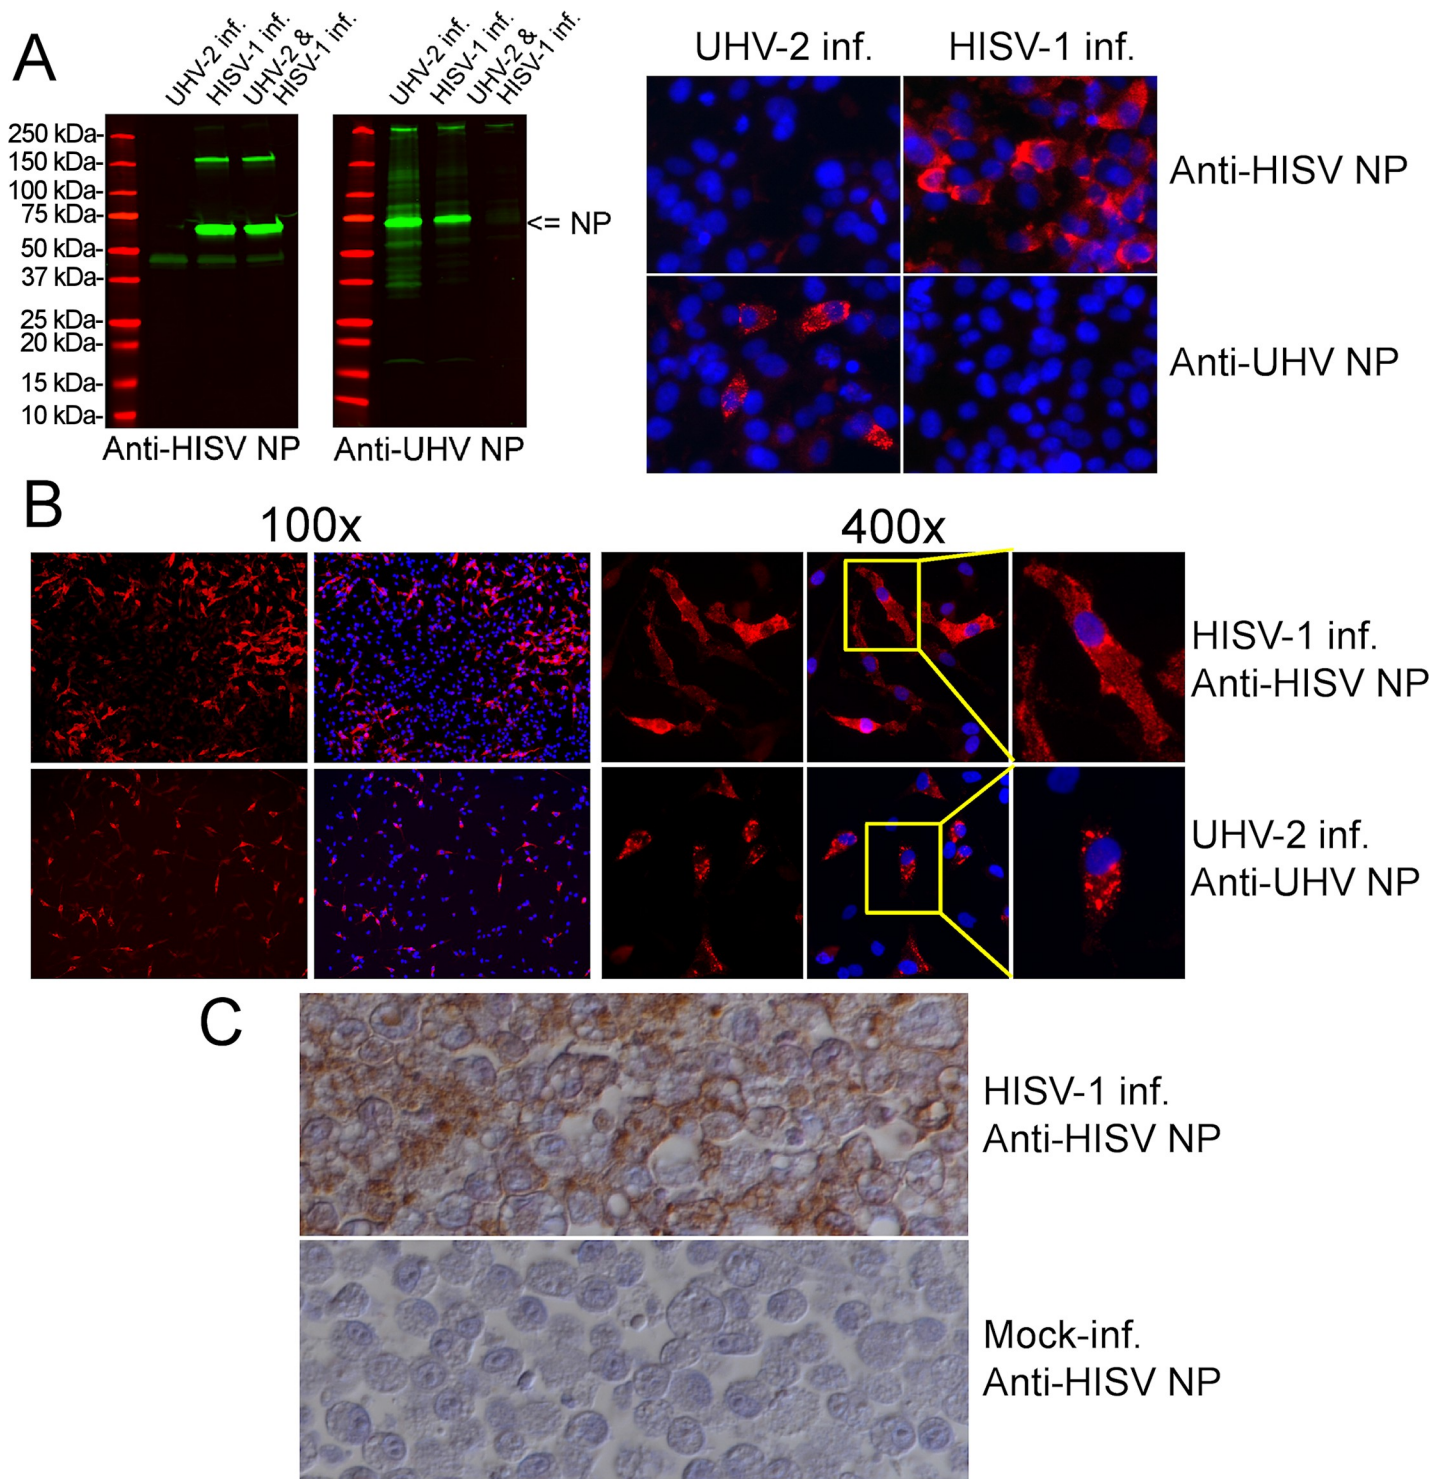 A
UHV-2 inf.
HISV-1 inf.
UHV-2 &
HISV-1 inf.
UHV-2 inf.
HISV-1 inf.
UHV-2 &
HISV-1 inf.
250 kDa-
150 kDa-
100 kDa-
75 kDa-
50 kDa-
37 kDa-
25 kDa-
20 kDa-
15 kDa-
10 kDa-
<= NP
Anti-HISV NP
Anti-UHV NP
UHV-2 inf.
HISV-1 inf.
Anti-HISV NP
Anti-UHV NP
B
100x
400x
HISV-1 inf.
Anti-HISV NP
UHV-2 inf.
Anti-UHV NP
C
HISV-1 inf.
Anti-HISV NP
Mock-inf.
Anti-HISV NP